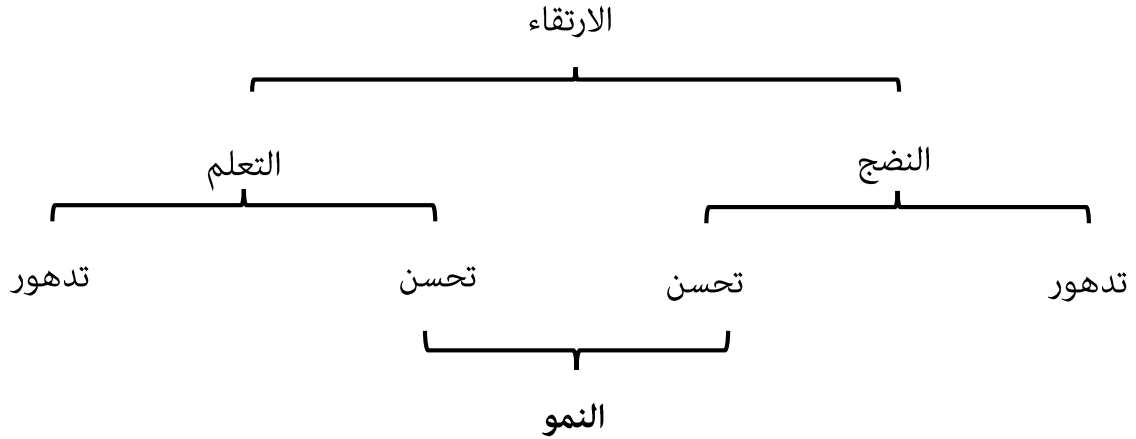 الارتقاء
النضج
التعلم
تدهور
تحسن
تحسن
تدهور
النمو